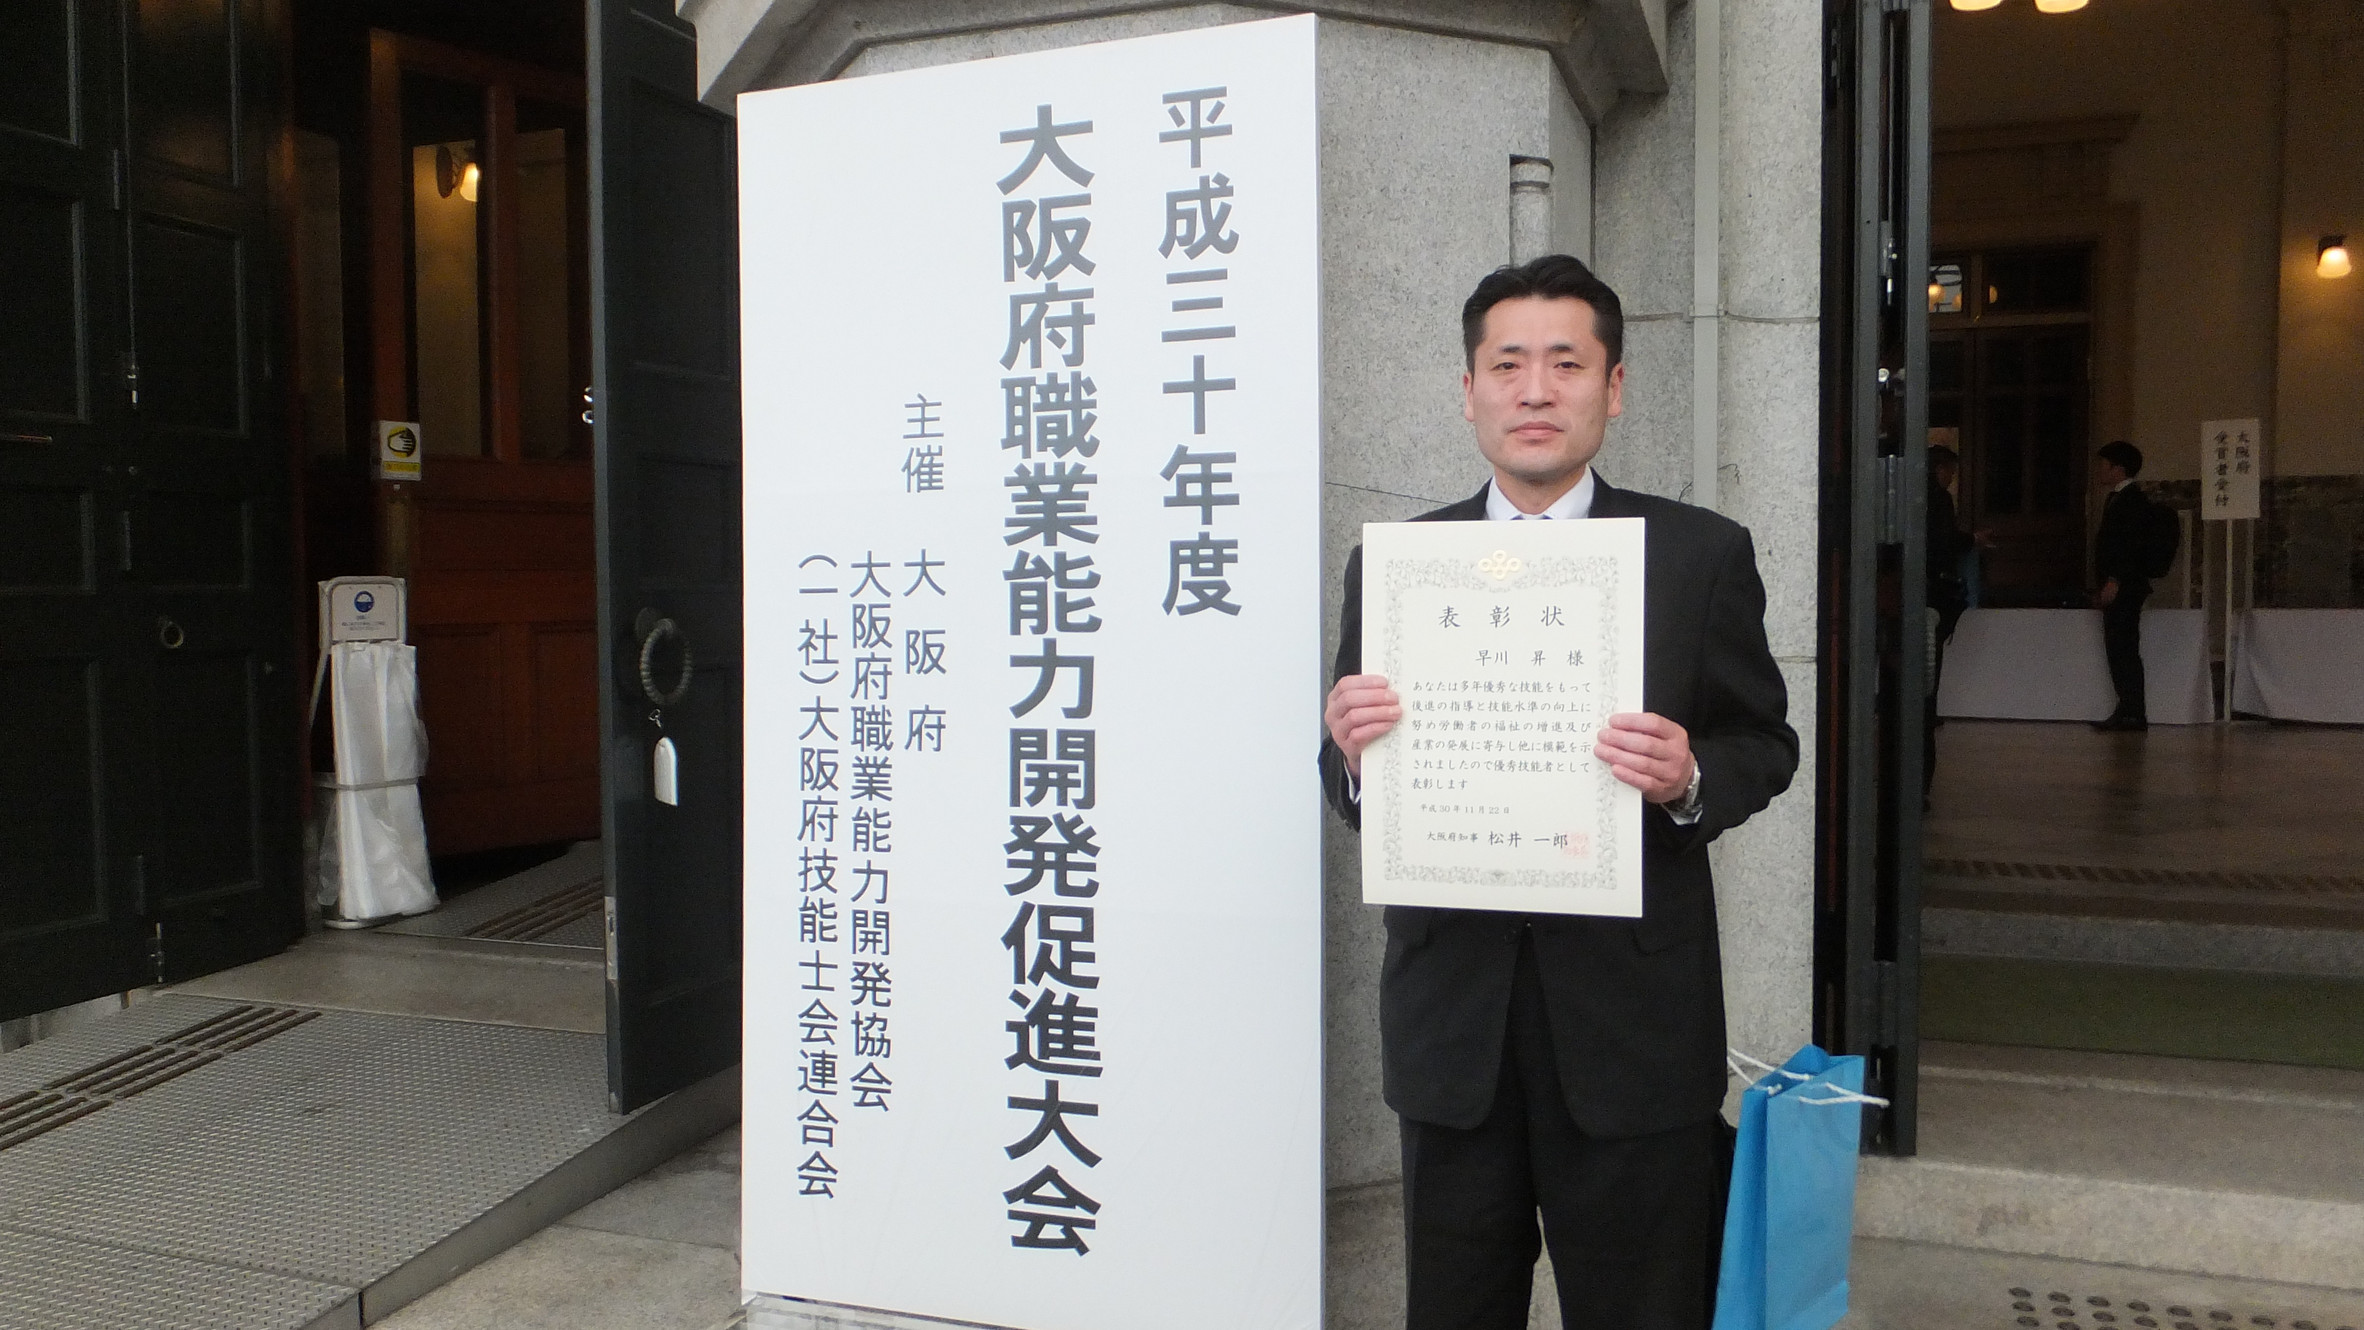 平成三十年度
大阪府職業能力開発促進大会
主催 大阪府
大阪府職業能力開発協会
（一社）大阪府技能士会連合会
表彰状
早川 昇 様
あなたは多年優秀な技能をもって
後進の指導と技能水準の向上に
努め労働者の福祉の増進及び
産業の発展に寄与し他に模範を示
されましたので優秀技能者として
表彰します
平成30年11月22日
大阪府知事 松井 一郎
大阪府
受賞者受付